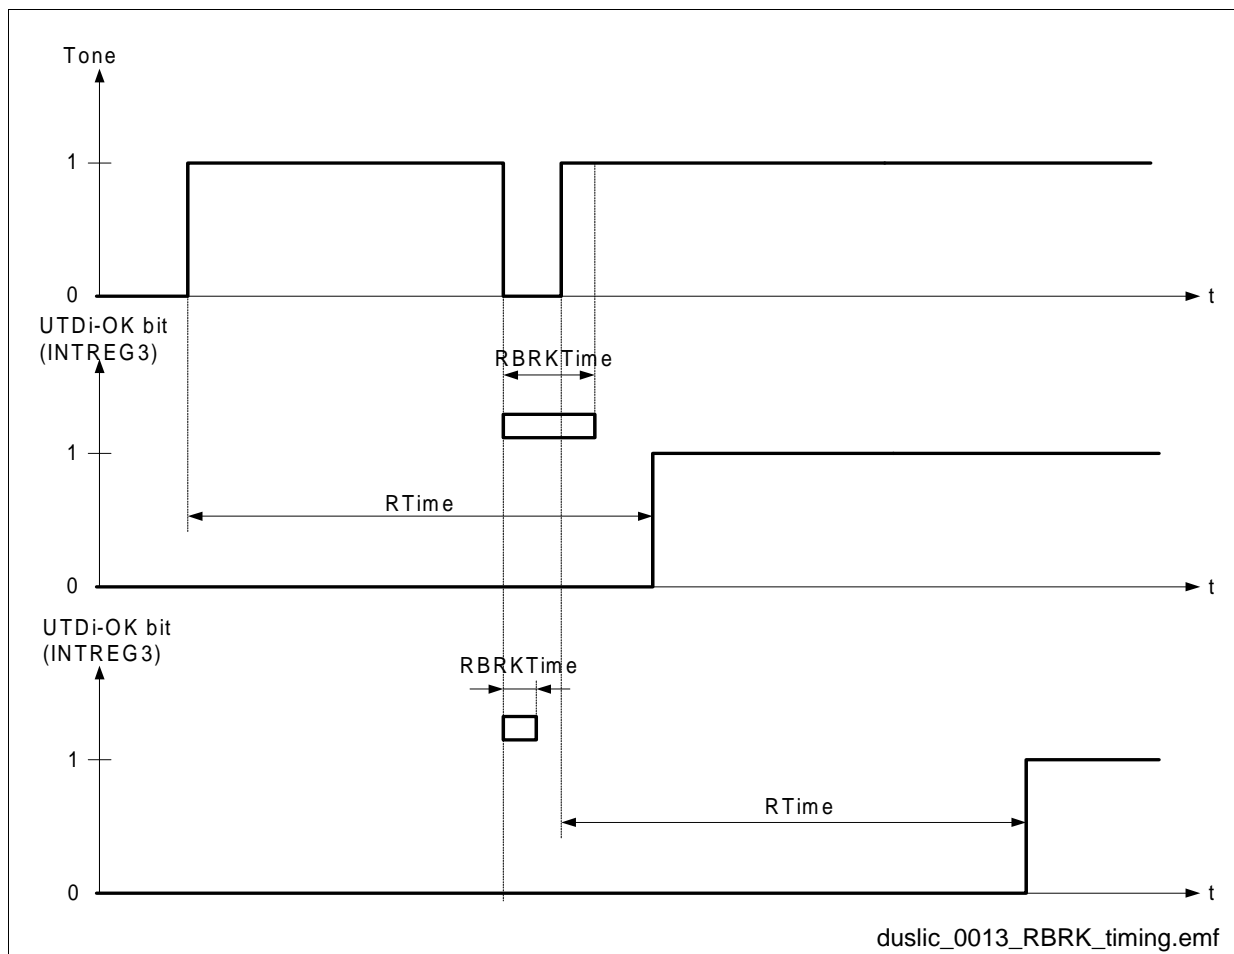 Tone
1
0
t
UTDi-OK bit
(INTREG3)
RBRKTime
1
RTime
0
t
UTDi-OK bit
(INTREG3)
RBRKTime
1
RTime
0
t
duslic_0013_RBRK_timing.emf